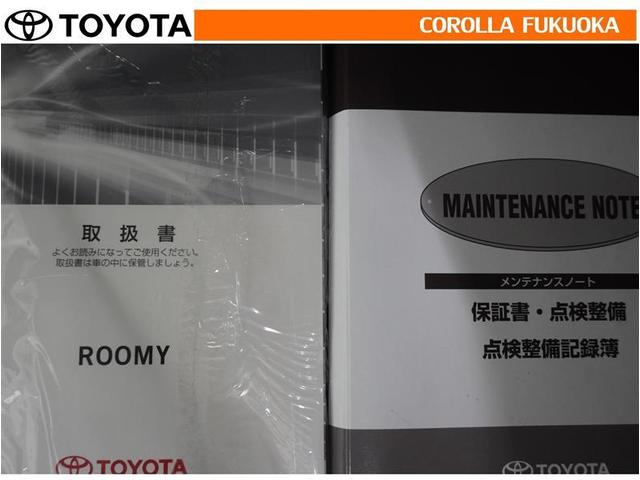 TOYOTA
COROLLA FUKUOKA
取扱書
よくお読みになってご使用ください。
取扱書は車の中に保管しましょう。
ROOMY
TOYOTA
MAINTENANCE NOTE
メンテナンスノート
保証書・点検整備
点検整備記録簿
TOYOTA